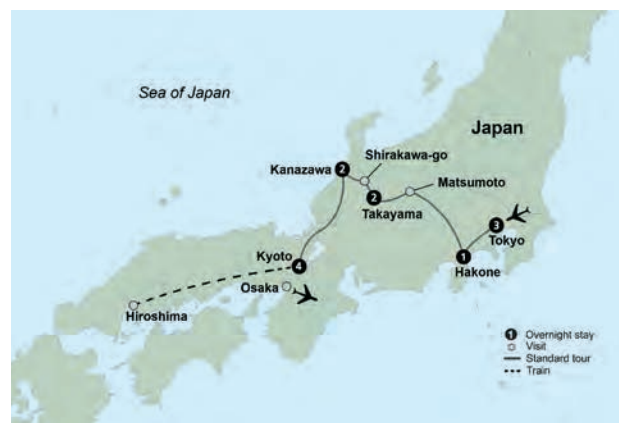 Sea of Japan
Japan
Shirakawa-go
Kanazawa
2
Matsumoto
2
Takayama
3
Tokyo
Kyoto
4
1
Hakone
Osaka
Hiroshima
1 Overnight stay
Visit
Standard tour
Train